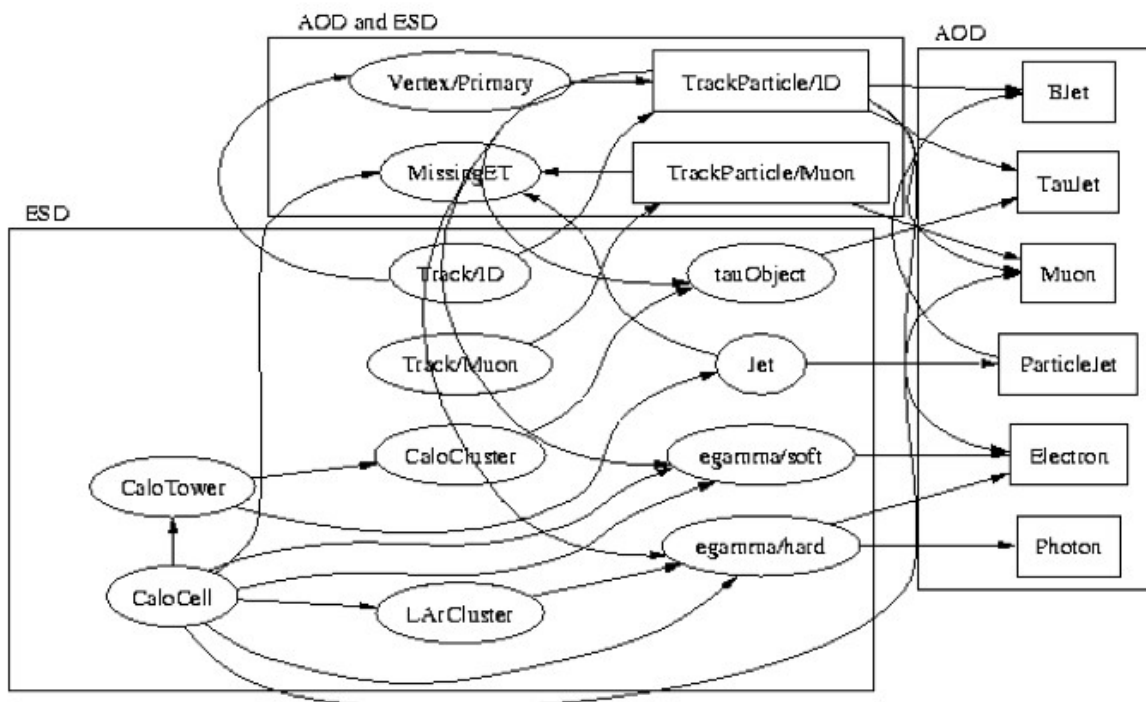 AOD and ESD
AOD
Vertex/Primary
TrackParticle/ID
BJet
MissingET
TrackParticle/Muon
TauJet
ESD
Track/ID
tauObject
Muon
Track/Muon
Jet
ParticleJet
CaloCluster
egamma/soft
Electron
CaloTower
egamma/hard
Photon
CaloCell
LArCluster